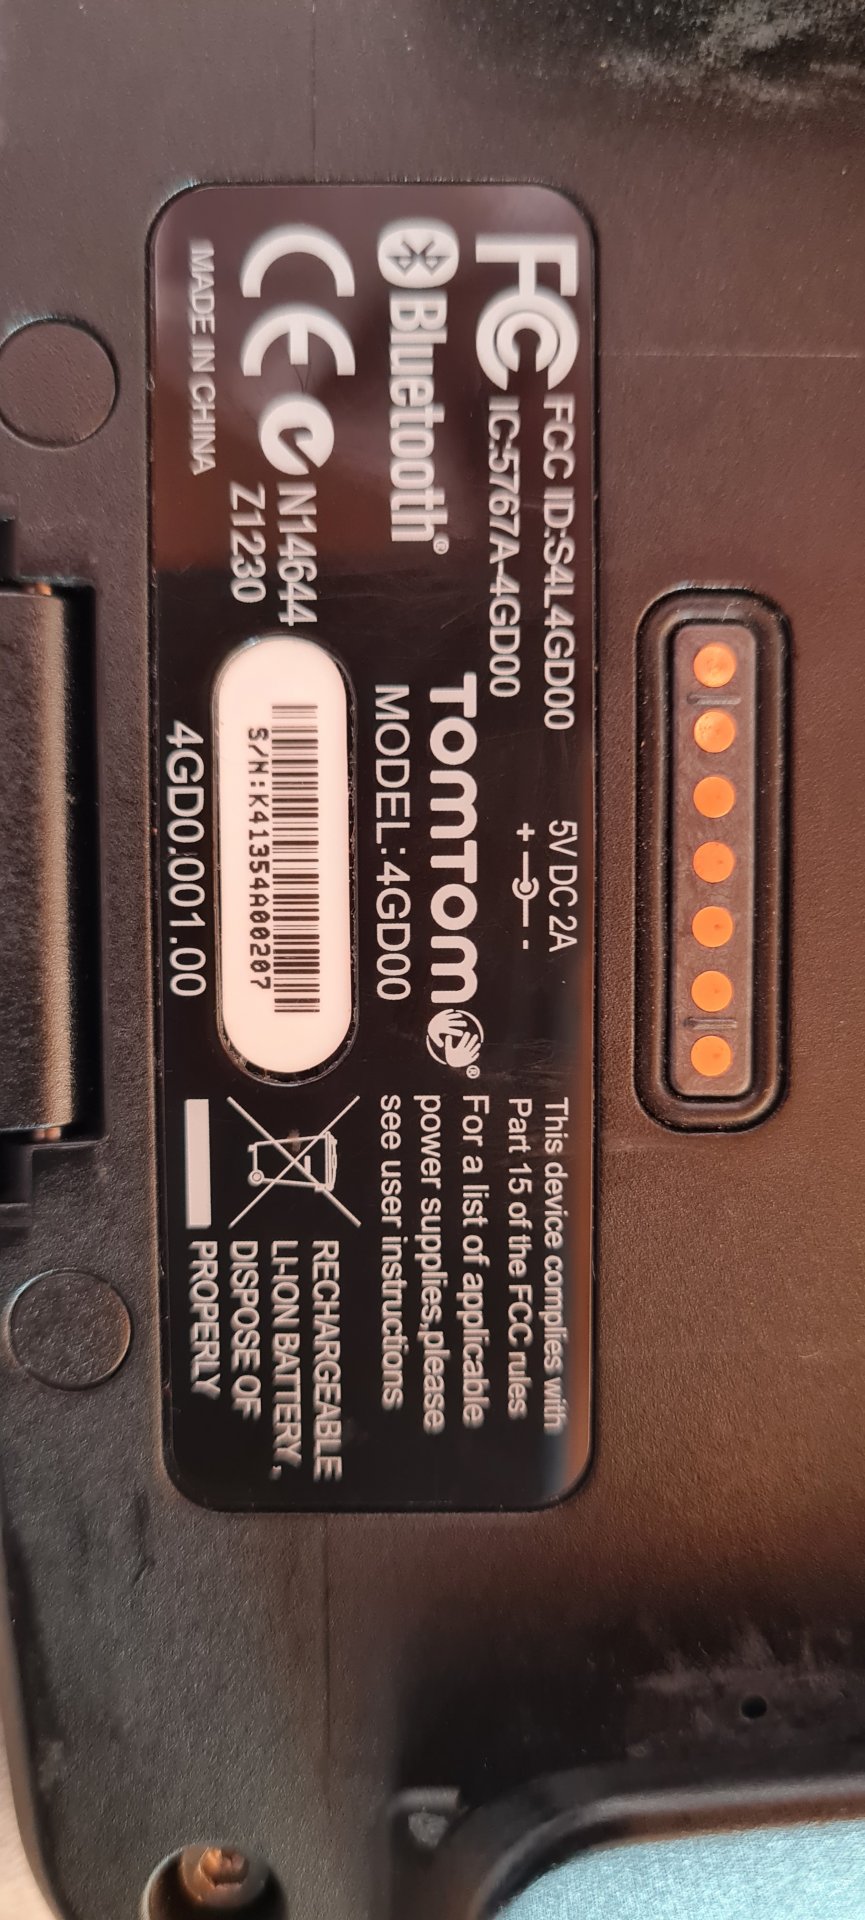 FC FCC ID:S4L4GD00
IC:5767A-4GD00
5V DC 2A
+ -
This device complies with
Part 15 of the FCC rules
For a list of applicable
power supplies,please
see user instructions
Bluetooth®
TOMTOM®
MODEL:4GD00
CE N14644
Z1230
MADE IN CHINA
S/N:K41354A00207
4GD0.001.00
RECHARGEABLE
LI-ION BATTERY,
DISPOSE OF
PROPERLY